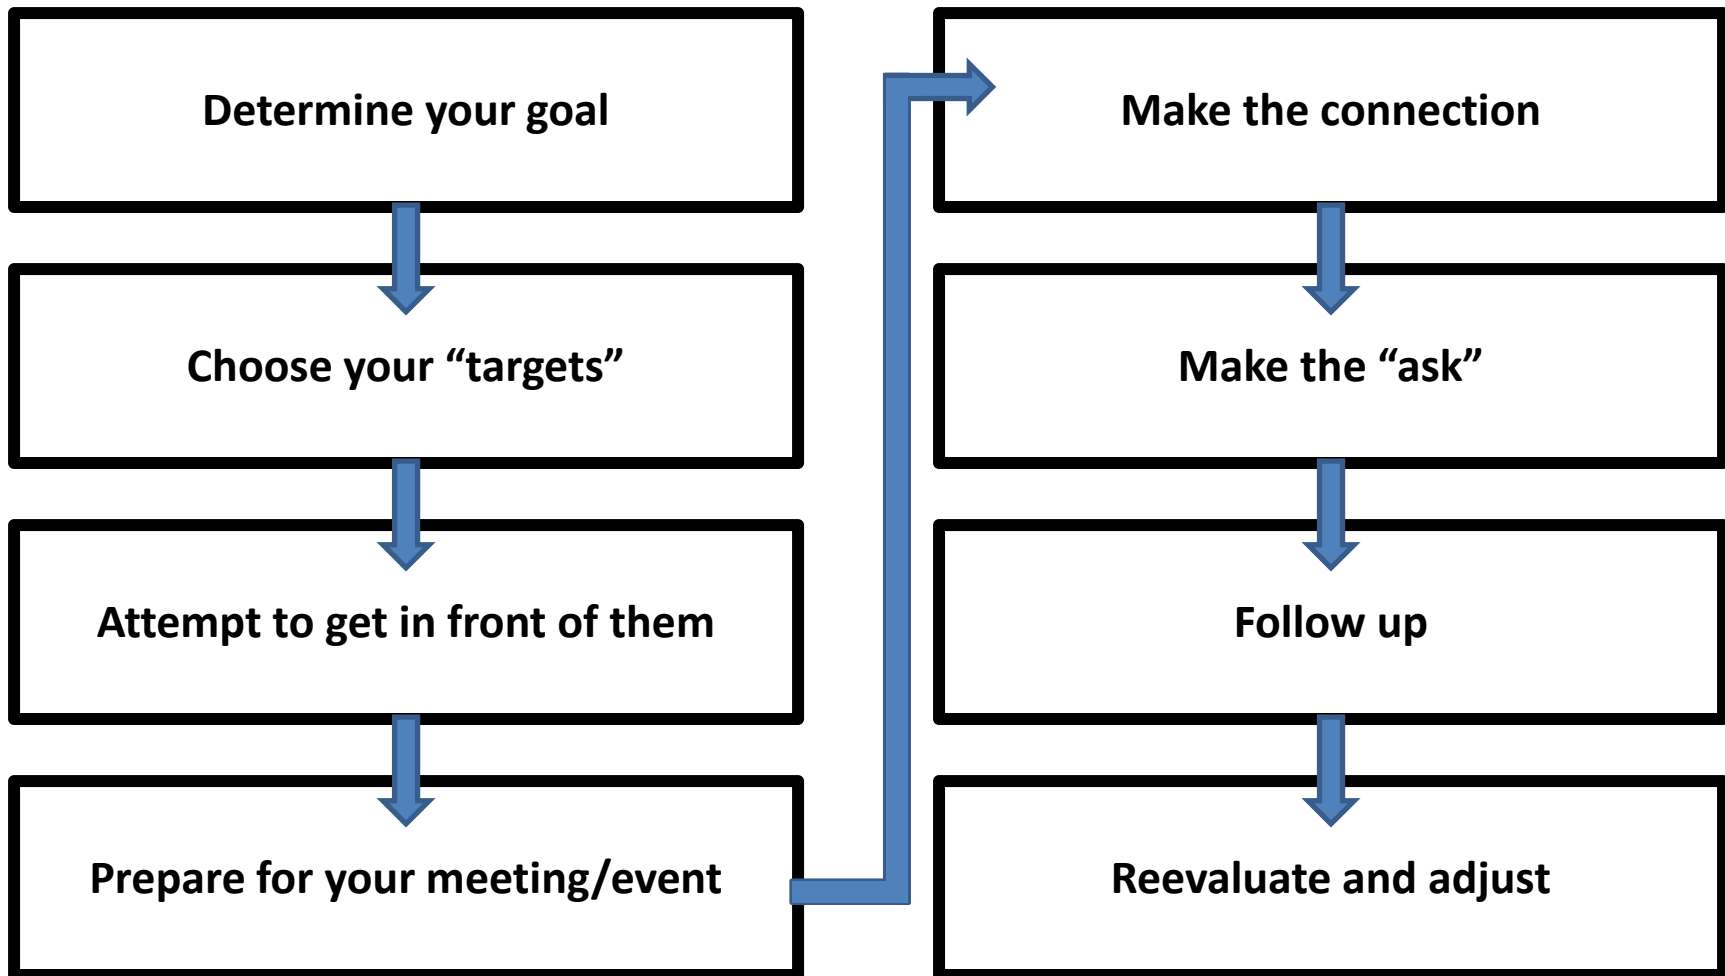 Determine your goal
Choose your “targets”
Attempt to get in front of them
Prepare for your meeting/event
Make the connection
Make the “ask”
Follow up
Reevaluate and adjust